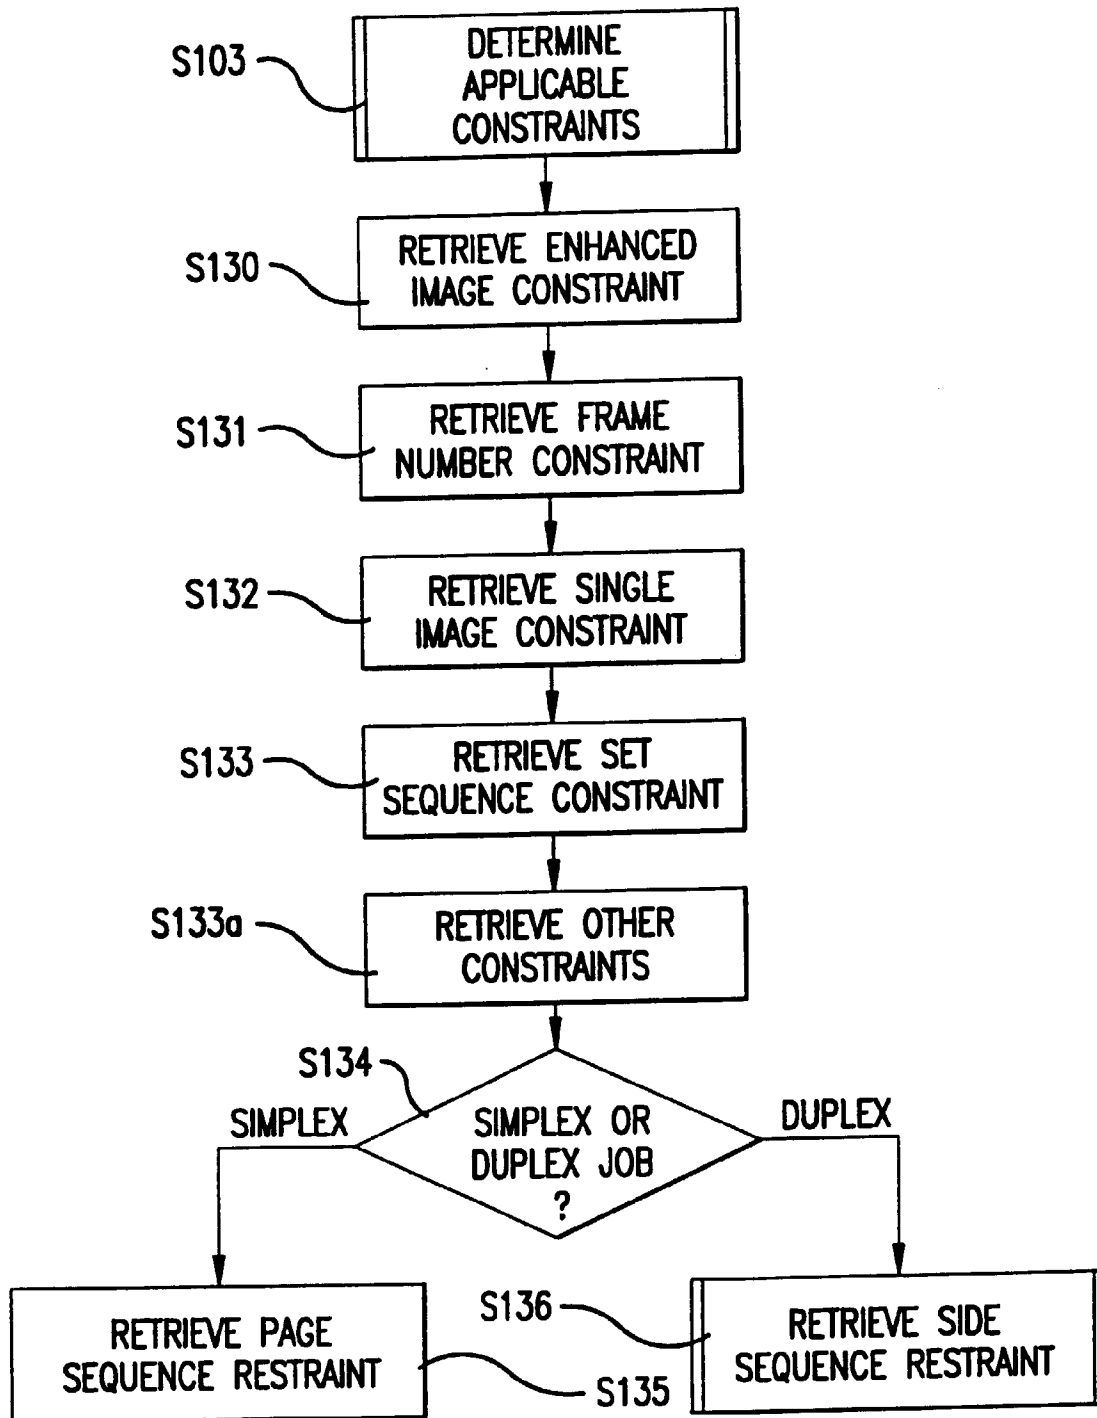 S103
DETERMINE
APPLICABLE
CONSTRAINTS
S130
RETRIEVE ENHANCED
IMAGE CONSTRAINT
S131
RETRIEVE FRAME
NUMBER CONSTRAINT
S132
RETRIEVE SINGLE
IMAGE CONSTRAINT
S133
RETRIEVE SET
SEQUENCE CONSTRAINT
S133a
RETRIEVE OTHER
CONSTRAINTS
S134
SIMPLEX
SIMPLEX OR
DUPLEX JOB
?
DUPLEX
RETRIEVE PAGE
SEQUENCE RESTRAINT
S135
S136
RETRIEVE SIDE
SEQUENCE RESTRAINT